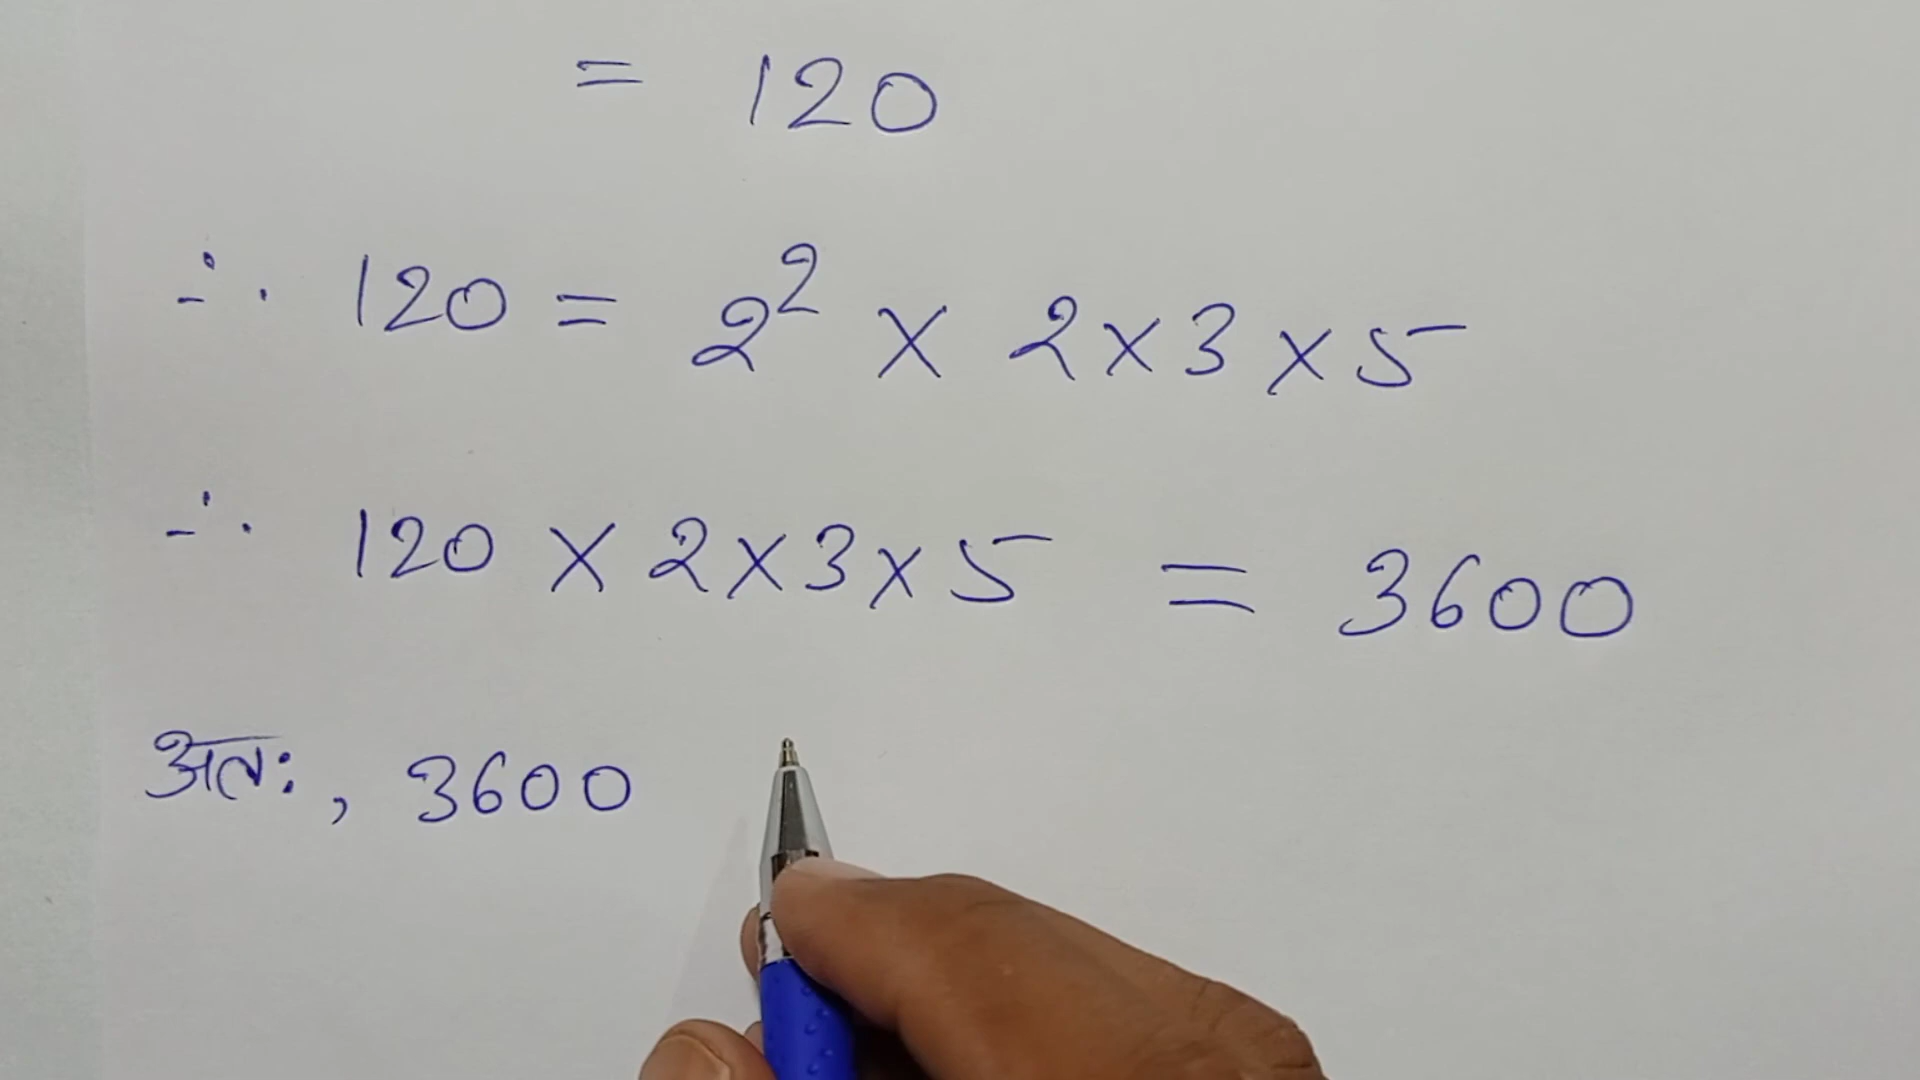 = 120
∴ 120 = 2² × 2×3×5
∴ 120 × 2×3×5 = 3600
अतः, 3600